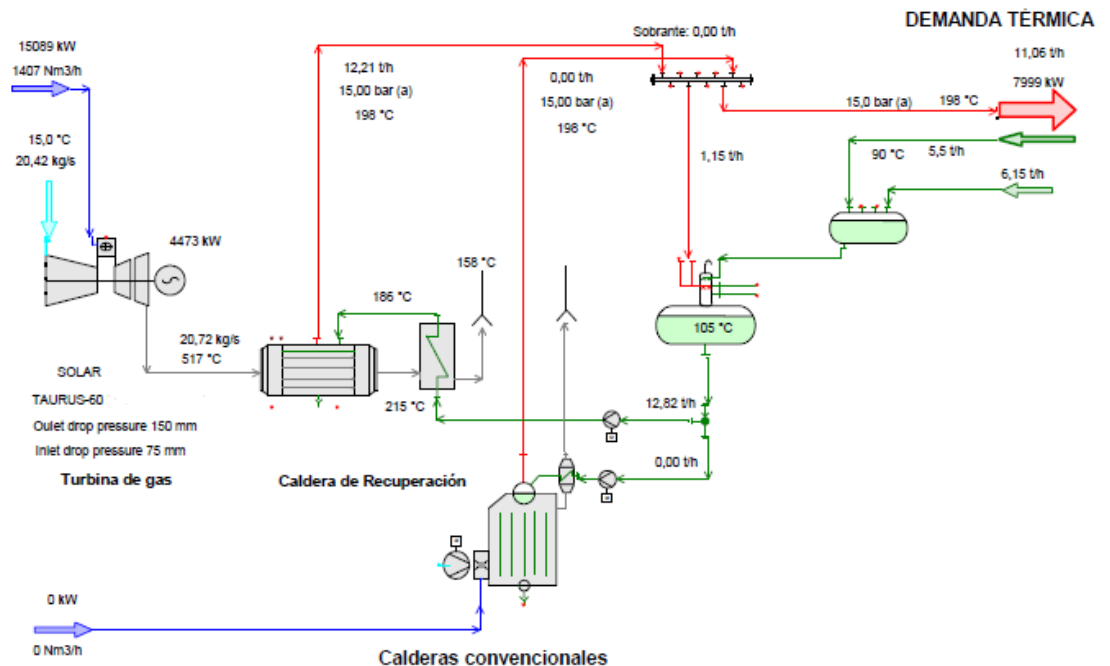 DEMANDA TÉRMICA
15089 kW
1407 Nm3/h
Sobrante: 0,00 t/h
11,06 t/h
7999 kW
12,21 t/h
15,00 bar (a)
198 °C
0,00 t/h
15,00 bar (a)
198 °C
15,0 bar (a)
198 °C
15,0 °C
20,42 kg/s
1,15 t/h
90 °C
5,5 t/h
6,15 t/h
4473 kW
158 °C
186 °C
105 °C
20,72 kg/s
517 °C
215 °C
12,82 t/h
0,00 t/h
SOLAR
TAURUS-60
Oulet drop pressure 150 mm
Inlet drop pressure 75 mm
Turbina de gas
Caldera de Recuperación
0 kW
0 Nm3/h
Calderas convencionales